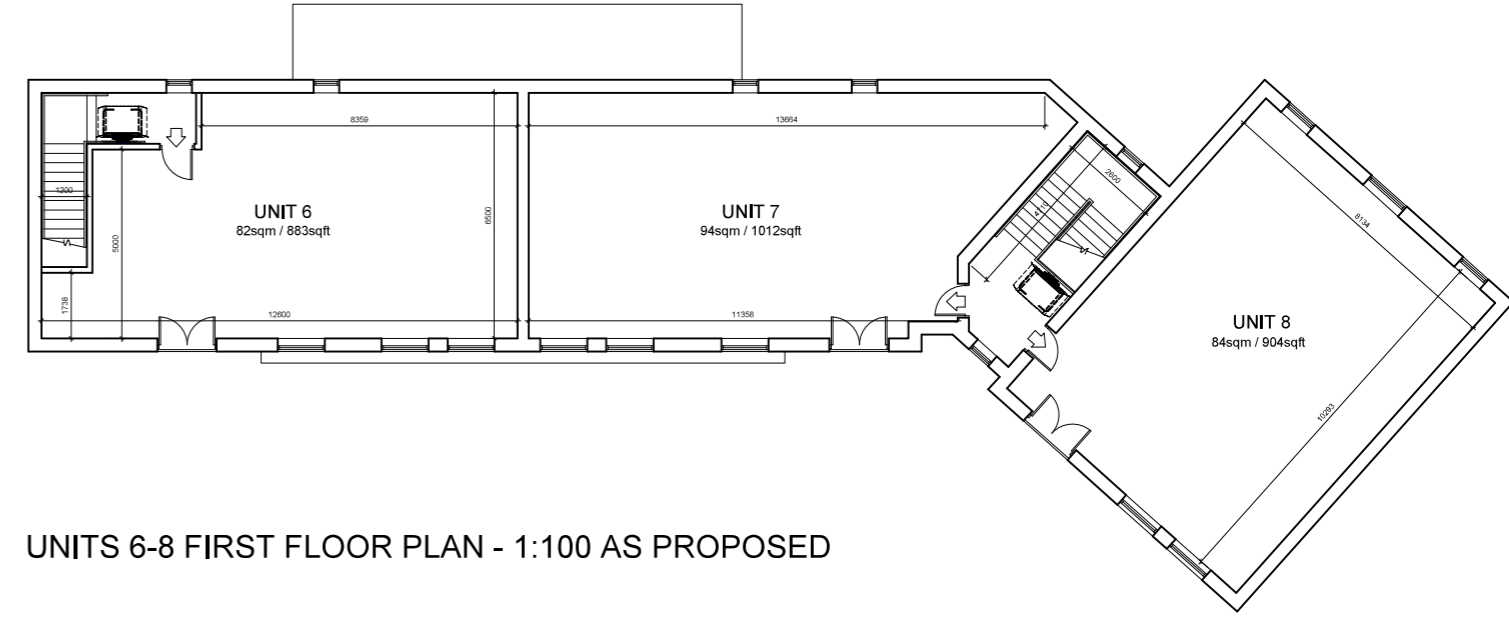 8359
13664
1200
5000
6500
UNIT 6
82sqm / 883sqft
UNIT 7
94sqm / 1012sqft
2600
4710
8134
1738
12600
11358
UNIT 8
84sqm / 904sqft
10293
UNITS 6-8 FIRST FLOOR PLAN - 1:100 AS PROPOSED